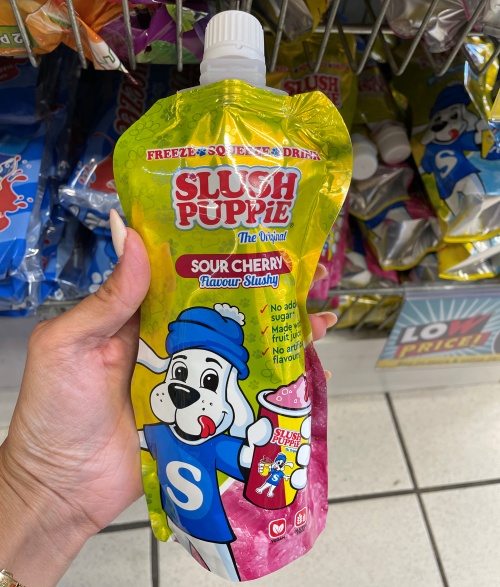 FREEZE SQUEEZE DRINK
SLUSH
PUPPiE
The Original
SOUR CHERRY
Flavour Slushy
✓ No added
sugar
✓ Made with
fruit juice
✓ No artificial
flavours
SLUSH
PUPPiE
S
LOW
PRICE!
SLUSH